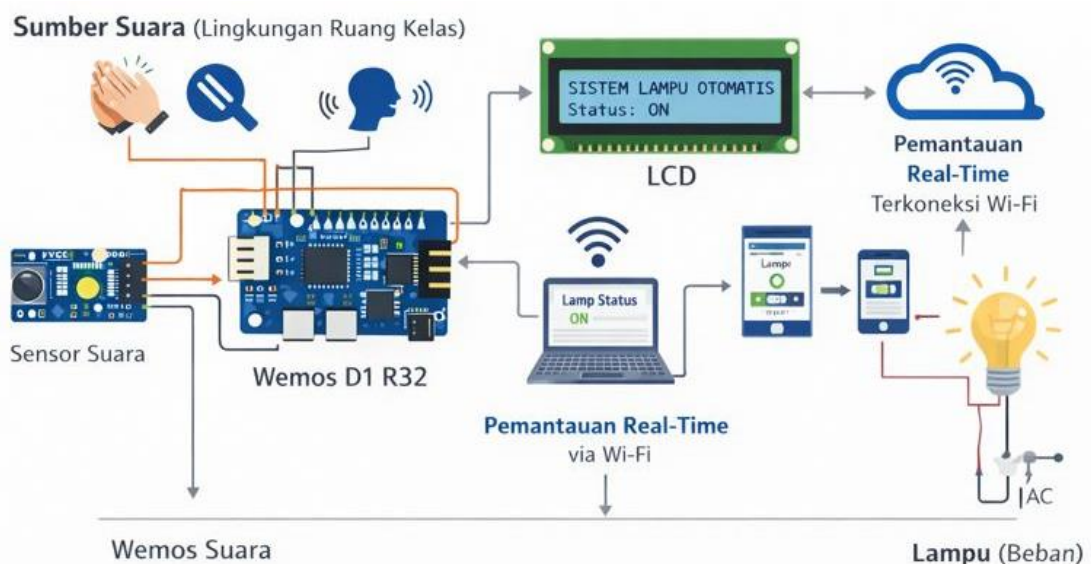 Sumber Suara (Lingkungan Ruang Kelas)
SISTEM LAMPU OTOMATIS
Status: ON
LCD
Pemantauan
Real-Time
Terkoneksi Wi-Fi
Sensor Suara
Wemos D1 R32
Lamp Status
ON
Lampe
Pemantauan Real-Time
via Wi-Fi
AC
Wemos Suara
Lampu (Beban)